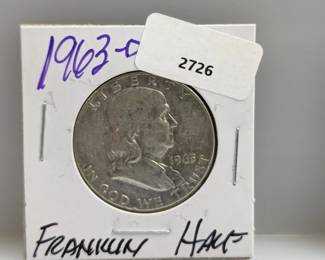 1963-D
2726
LIBERTY
1963
IN GOD WE TRUST
FRANKLIN HALF